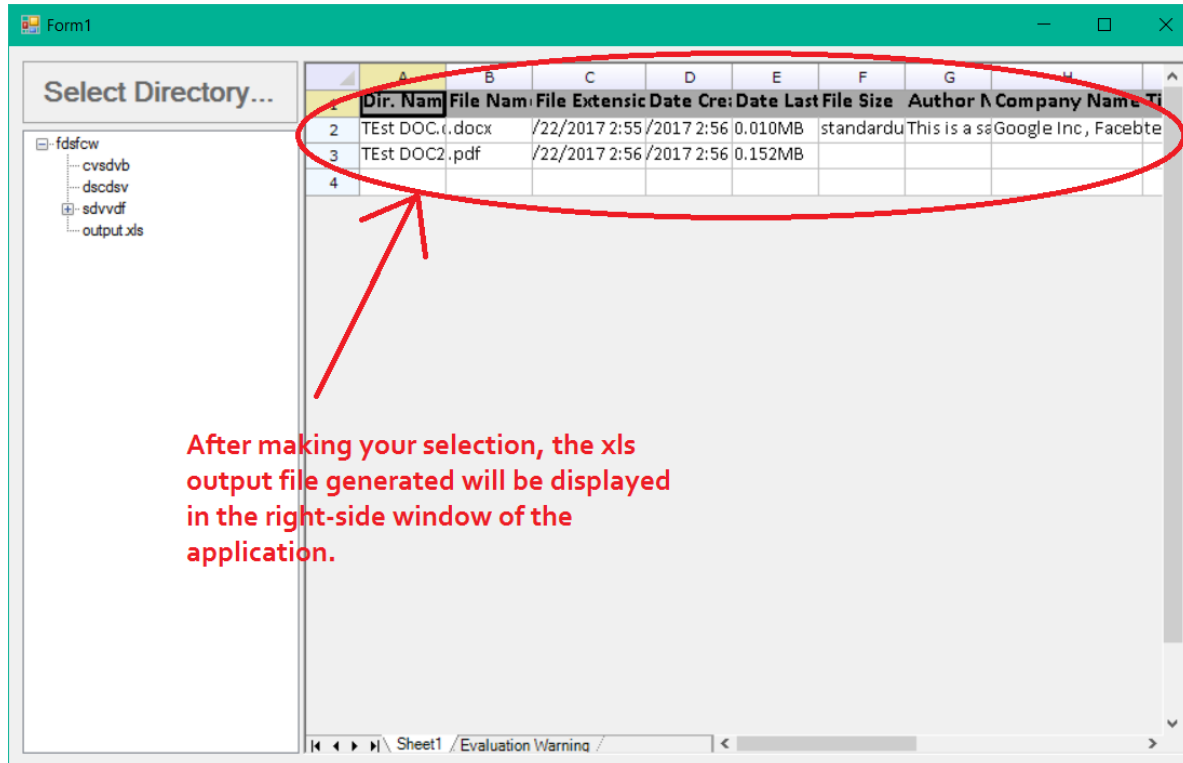 Form1
Select Directory...
fdsfcw
cvsdvb
dscdsv
sdvvdf
output.xls
A B C D E F G H
1 Dir. Nam File Nam File Extensic Date Cre Date Last File Size Author N Company Name Ti
2 TEst DOC. .docx /22/2017 2:55 /2017 2:56 0.010MB standardu This is a sa Google Inc , Facebte
3 TEst DOC2 .pdf /22/2017 2:56 /2017 2:56 0.152MB
4
After making your selection, the xls
output file generated will be displayed
in the right-side window of the
application.
Sheet1 Evaluation Warning